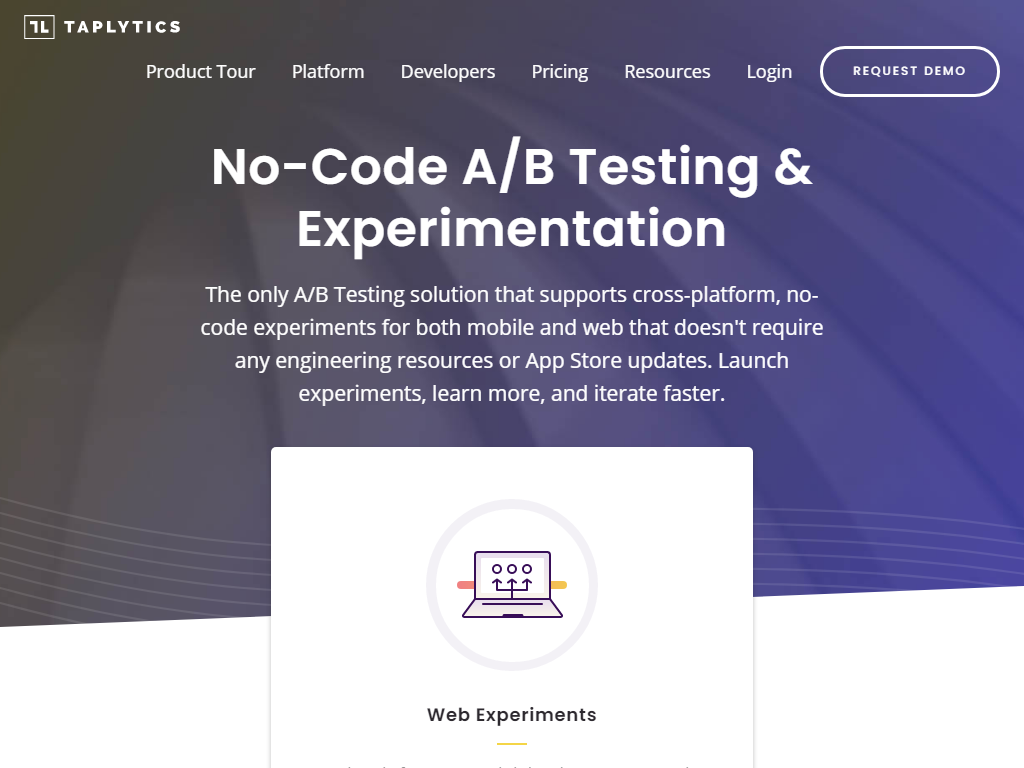 TAPLYTICS
Product Tour Platform Developers Pricing Resources Login REQUEST DEMO
No-Code A/B Testing &
Experimentation
The only A/B Testing solution that supports cross-platform, no-
code experiments for both mobile and web that doesn't require
any engineering resources or App Store updates. Launch
experiments, learn more, and iterate faster.
Web Experiments